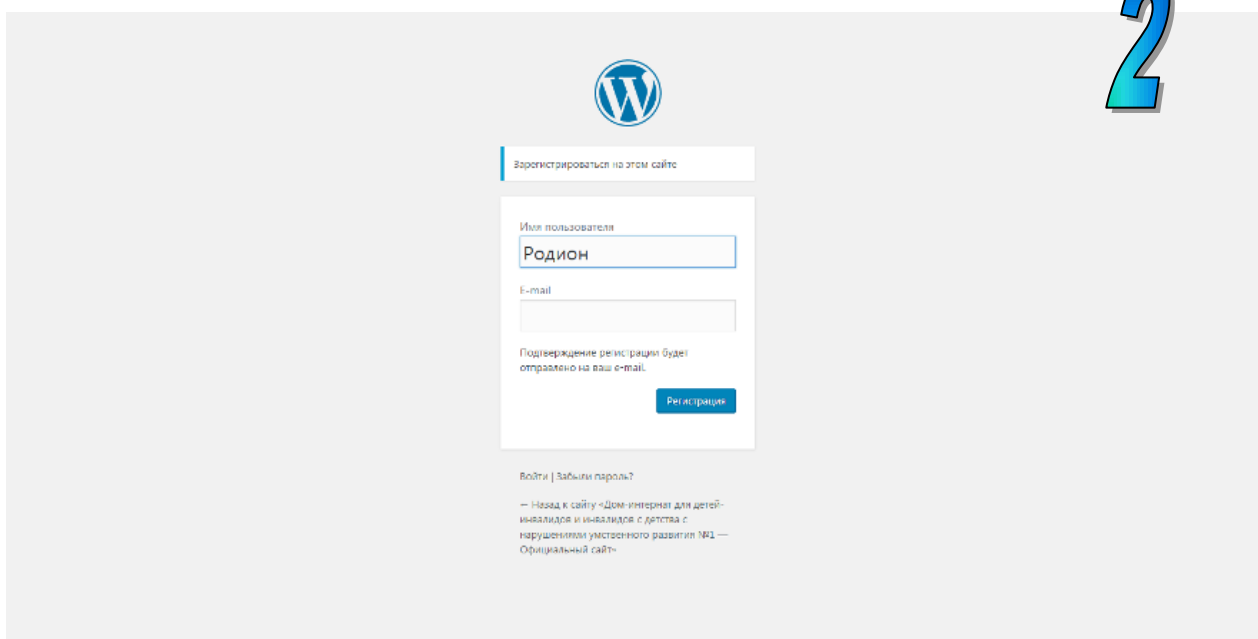 2
Зарегистрироваться на этом сайте
Имя пользователя
Родион
E-mail
Подтверждение регистрации будет
отправлено на ваш e-mail.
Регистрация
Войти | Забыли пароль?
← Назад к сайту «Дом-интернат для детей-
инвалидов и инвалидов с детства с
нарушениями умственного развития №1 —
Официальный сайт»